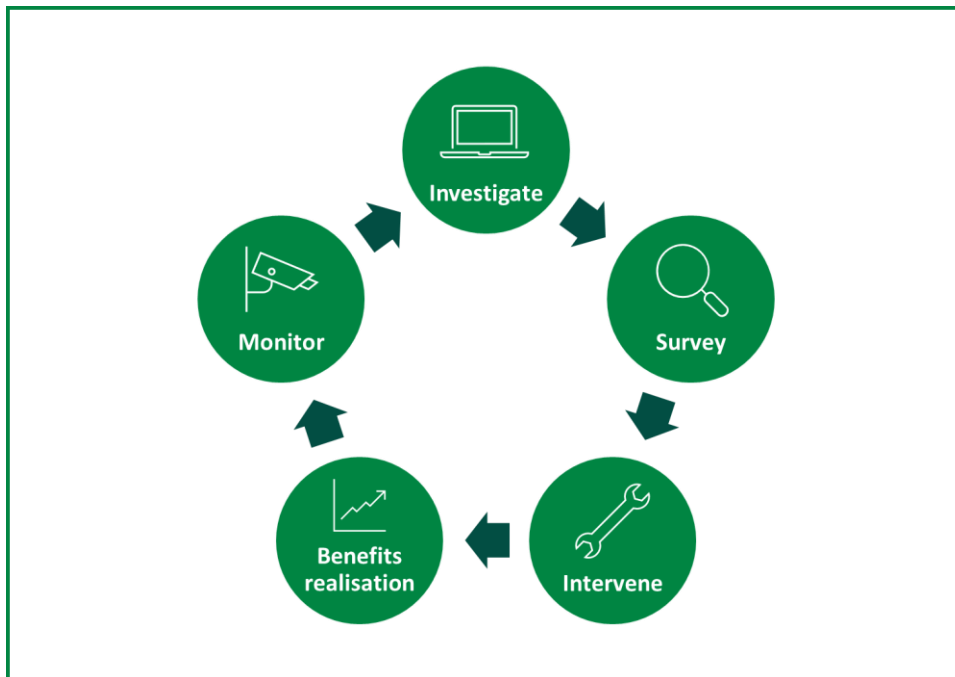 Investigate
Survey
Intervene
Benefits
realisation
Monitor